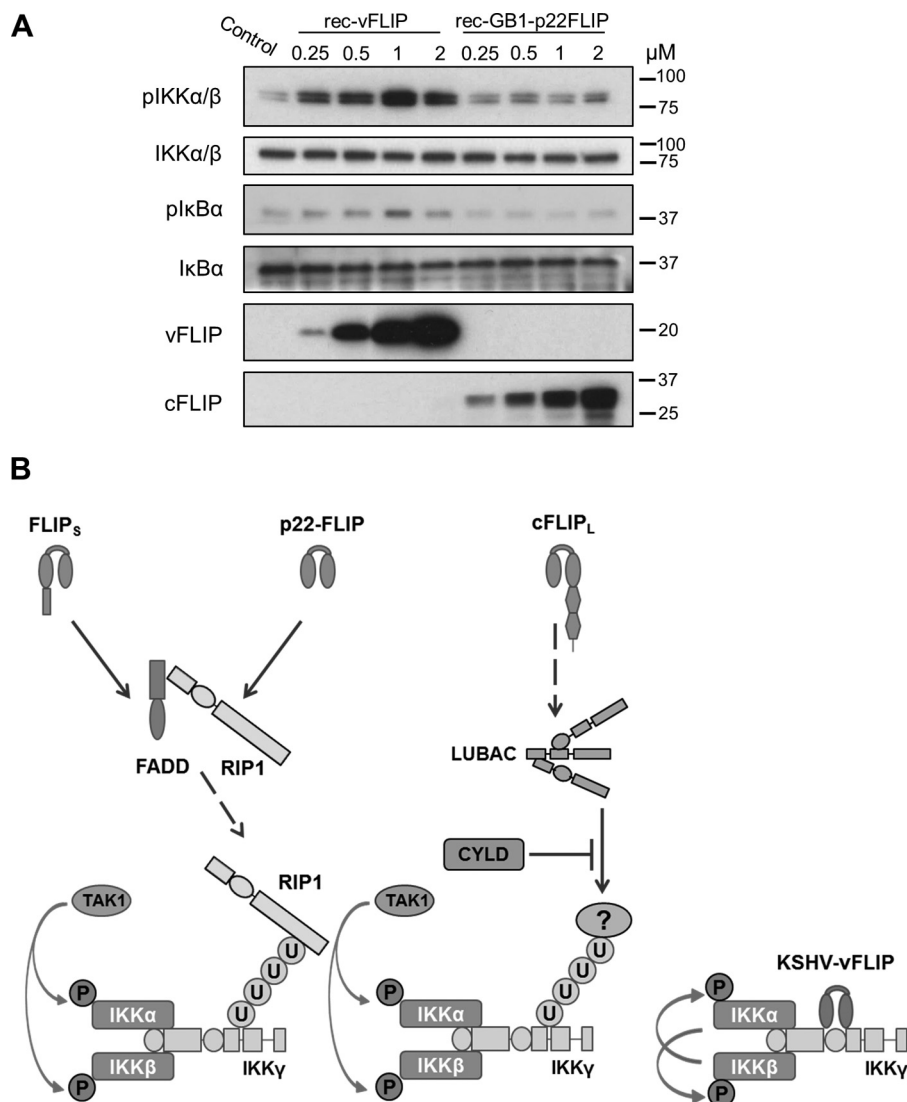 A
Control rec-vFLIP rec-GB1-p22FLIP
0.25 0.5 1 2 0.25 0.5 1 2 µM
pIKKα/β 100 75
IKKα/β 100 75
pIκBα 37
IκBα 37
vFLIP 20
cFLIP 37 25
B
FLIPS p22-FLIP cFLIPL
FADD RIP1 LUBAC
CYLD
TAK1 RIP1 TAK1 ? KSHV-vFLIP
U U U U U U U U
P IKKα P IKKα P IKKα
P IKKβ IKKγ P IKKβ IKKγ P IKKβ IKKγ